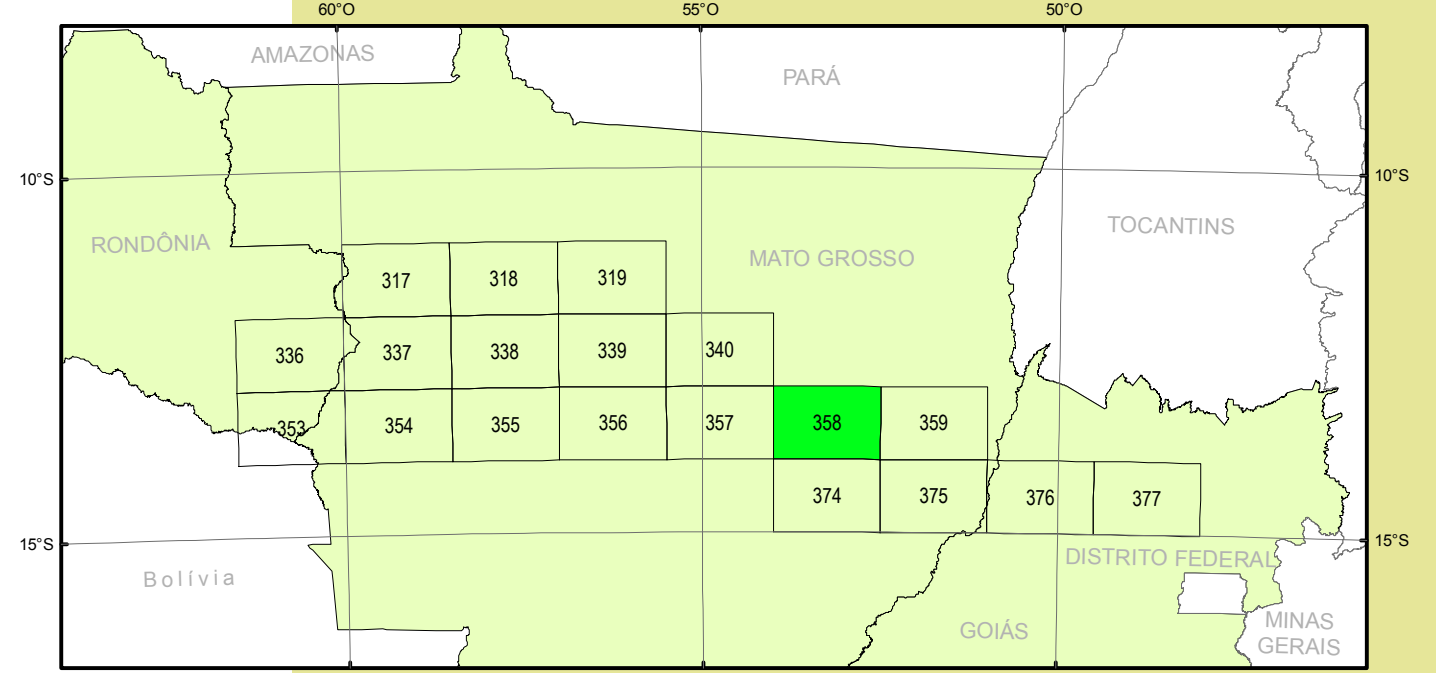 60°O 55°O 50°O
AMAZONAS
PARÁ
10°S 10°S
RONDÔNIA
TOCANTINS
MATO GROSSO
317 318 319
336 337 338 339 340
353 354 355 356 357 358 359
374 375 376 377
15°S 15°S
DISTRITO FEDERAL
Bolívia
GOIÁS
MINAS
GERAIS